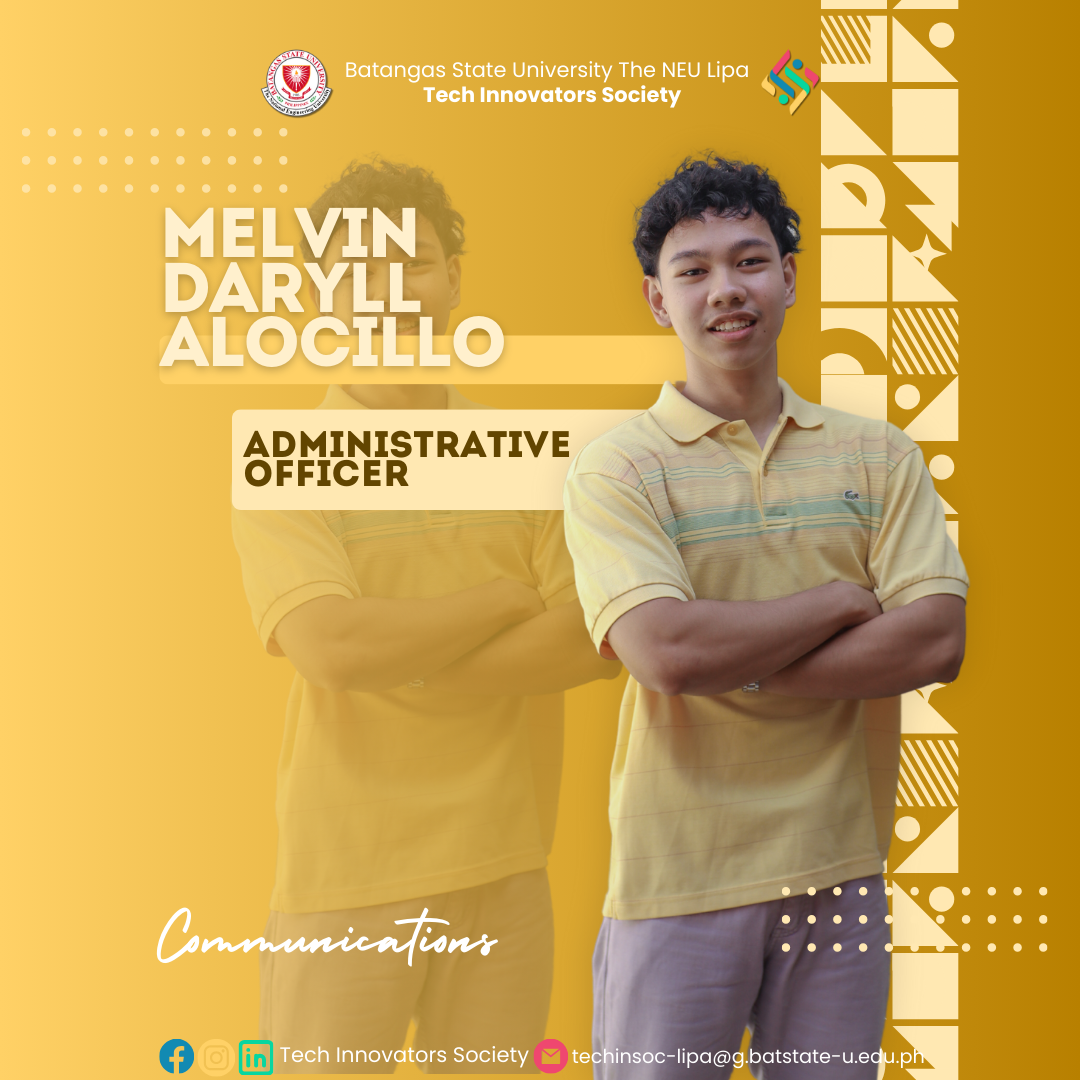 Batangas State University The NEU Lipa
Tech Innovators Society
MELVIN
DARYLL
ALOCILLO
ADMINISTRATIVE
OFFICER
Communications
Tech Innovators Society techinsoc-lipa@g.batstate-u.edu.ph